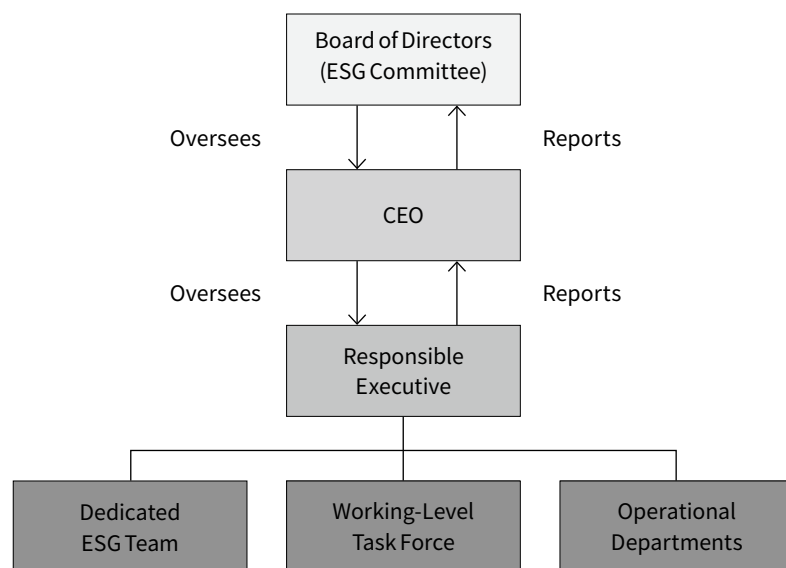 Board of Directors
(ESG Committee)
Oversees
Reports
CEO
Oversees
Reports
Responsible
Executive
Dedicated
ESG Team
Working-Level
Task Force
Operational
Departments